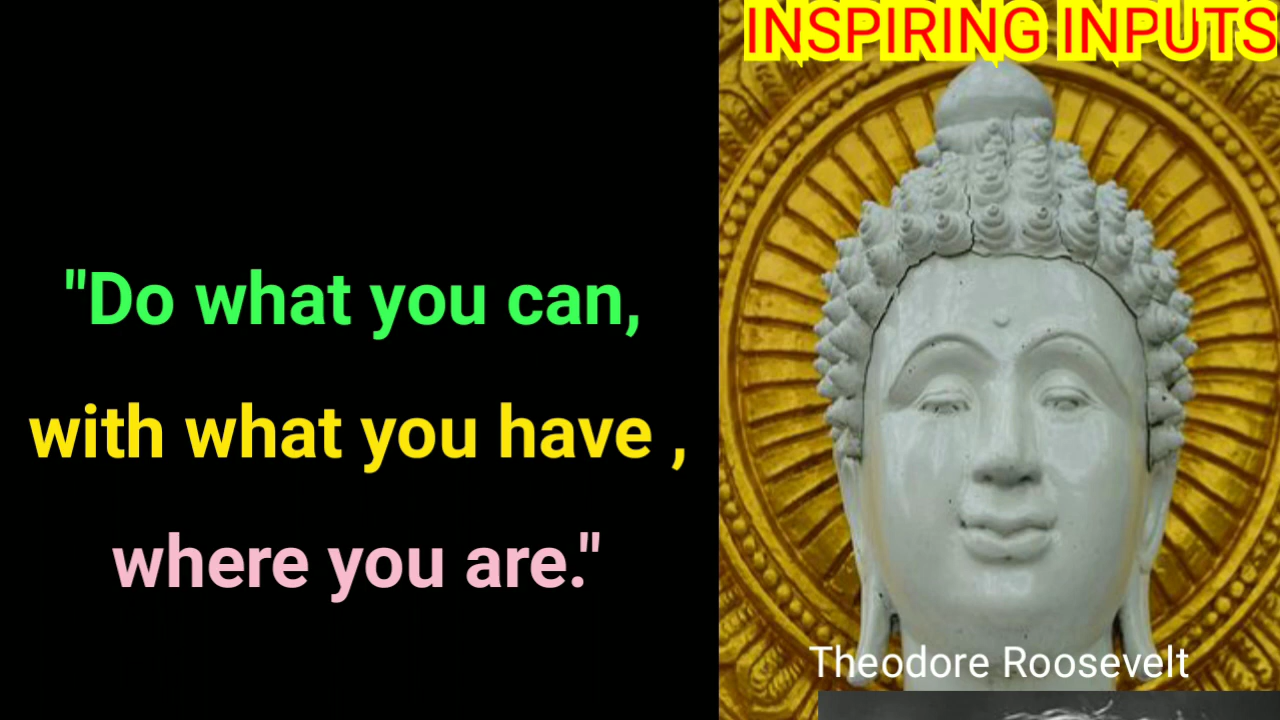 INSPIRING INPUTS
"Do what you can,
with what you have ,
where you are."
Theodore Roosevelt